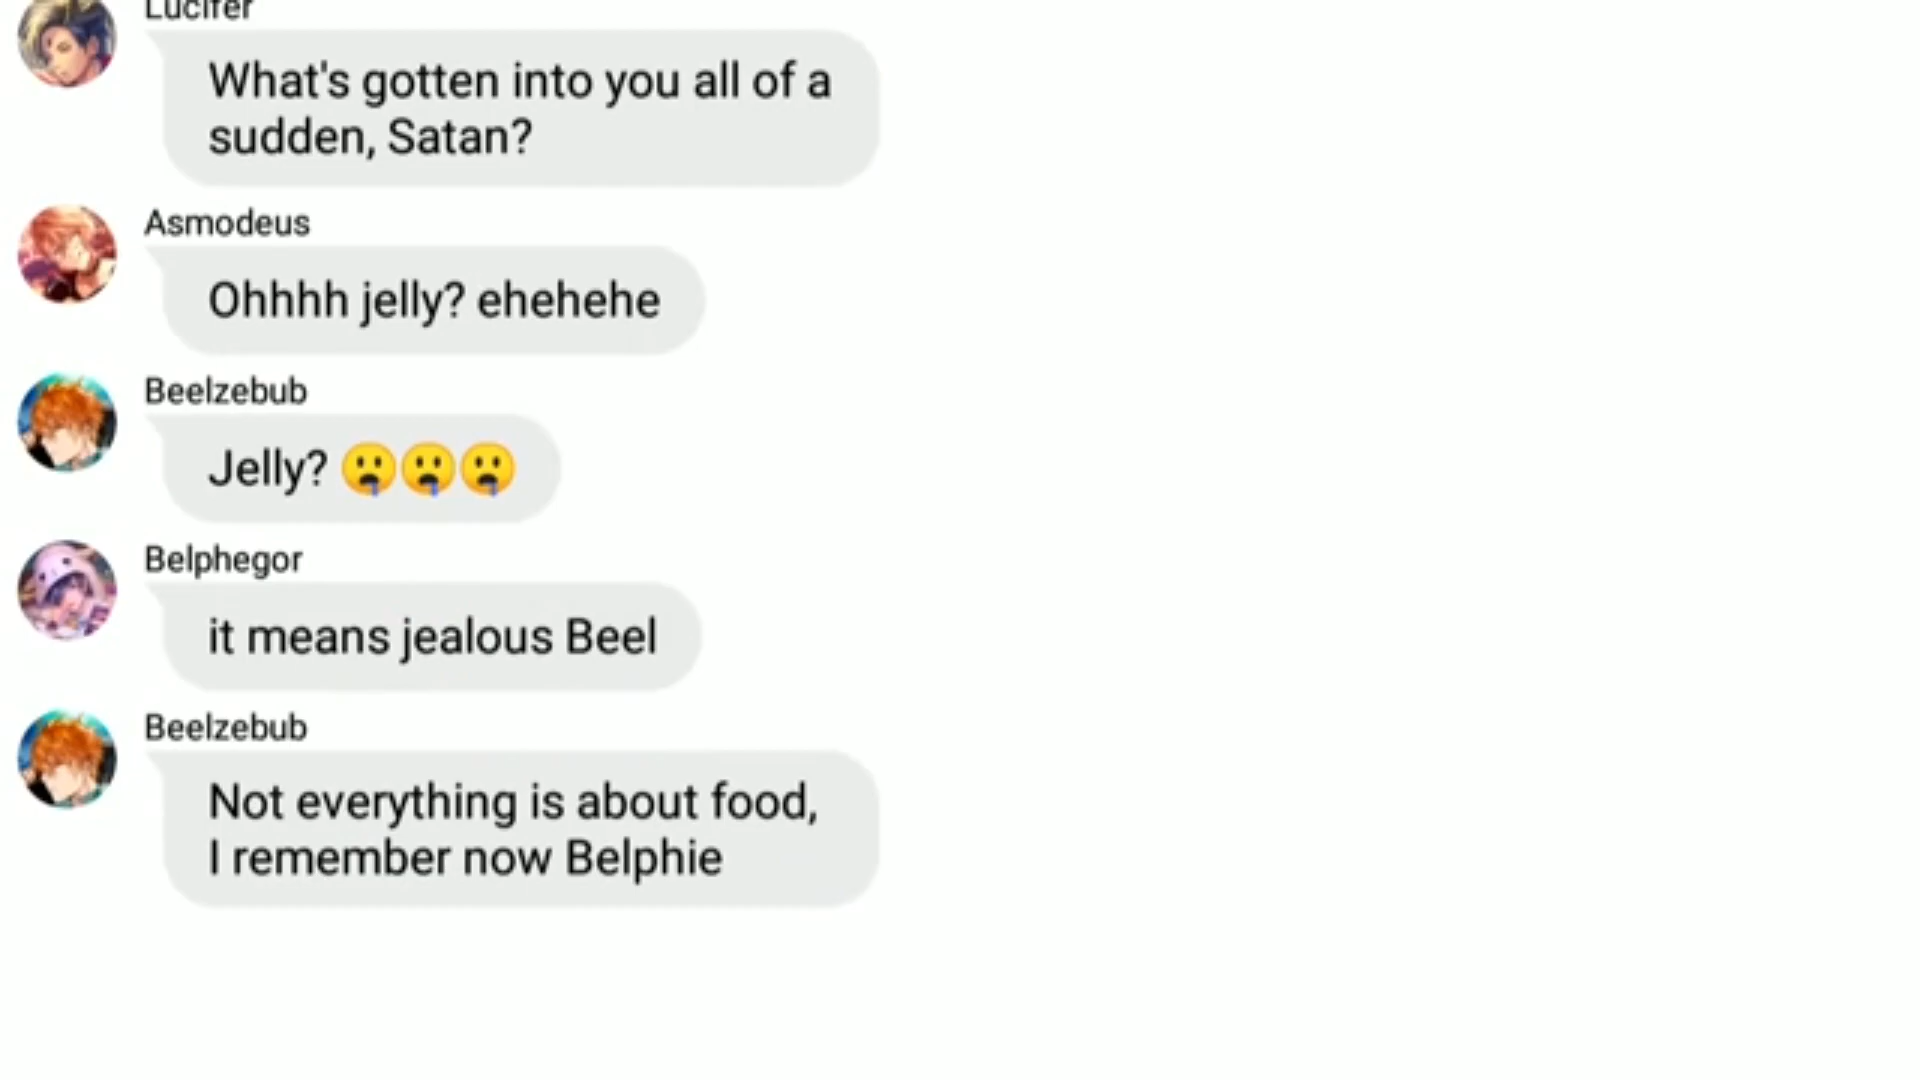 Lucifer
What's gotten into you all of a
sudden, Satan?
Asmodeus
Ohhhh jelly? ehehehe
Beelzebub
Jelly? 🤤🤤🤤
Belphegor
it means jealous Beel
Beelzebub
Not everything is about food,
I remember now Belphie